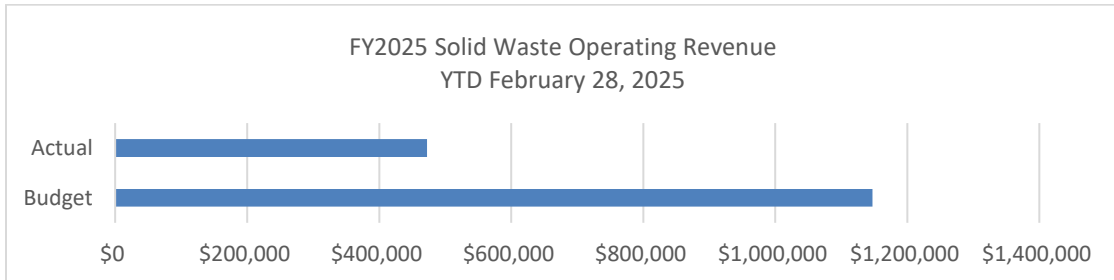 FY2025 Solid Waste Operating Revenue
YTD February 28, 2025
Actual
Budget
$0 $200,000 $400,000 $600,000 $800,000 $1,000,000 $1,200,000 $1,400,000